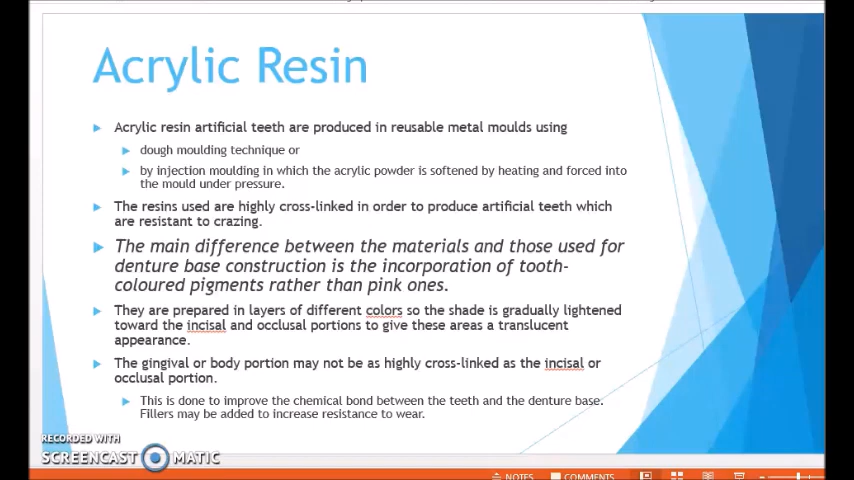 Acrylic Resin
Acrylic resin artificial teeth are produced in reusable metal moulds using
dough moulding technique or
by injection moulding in which the acrylic powder is softened by heating and forced into
the mould under pressure.
The resins used are highly cross-linked in order to produce artificial teeth which
are resistant to crazing.
The main difference between the materials and those used for
denture base construction is the incorporation of tooth-
coloured pigments rather than pink ones.
They are prepared in layers of different colors so the shade is gradually lightened
toward the incisal and occlusal portions to give these areas a translucent
appearance.
The gingival or body portion may not be as highly cross-linked as the incisal or
occlusal portion.
This is done to improve the chemical bond between the teeth and the denture base.
Fillers may be added to increase resistance to wear.
RECORDED WITH
SCREENCAST MATIC
NOTES COMMENTS